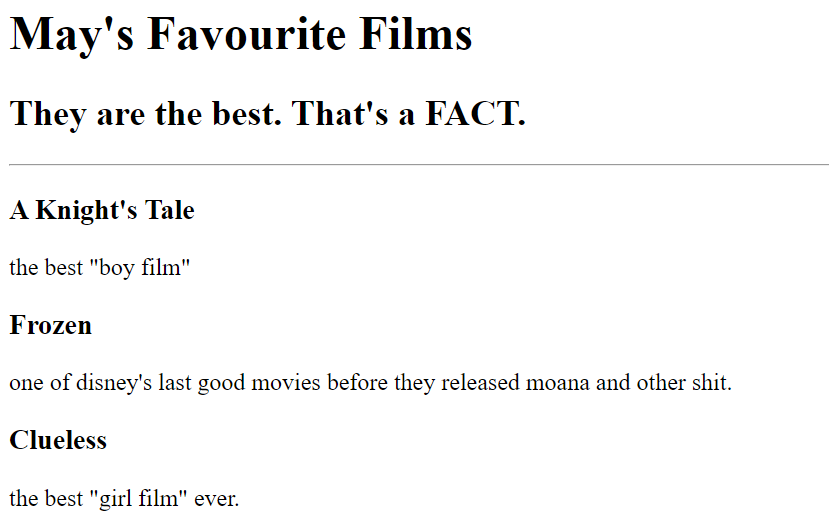 May's Favourite Films
They are the best. That's a FACT.
A Knight's Tale
the best "boy film"
Frozen
one of disney's last good movies before they released moana and other shit.
Clueless
the best "girl film" ever.